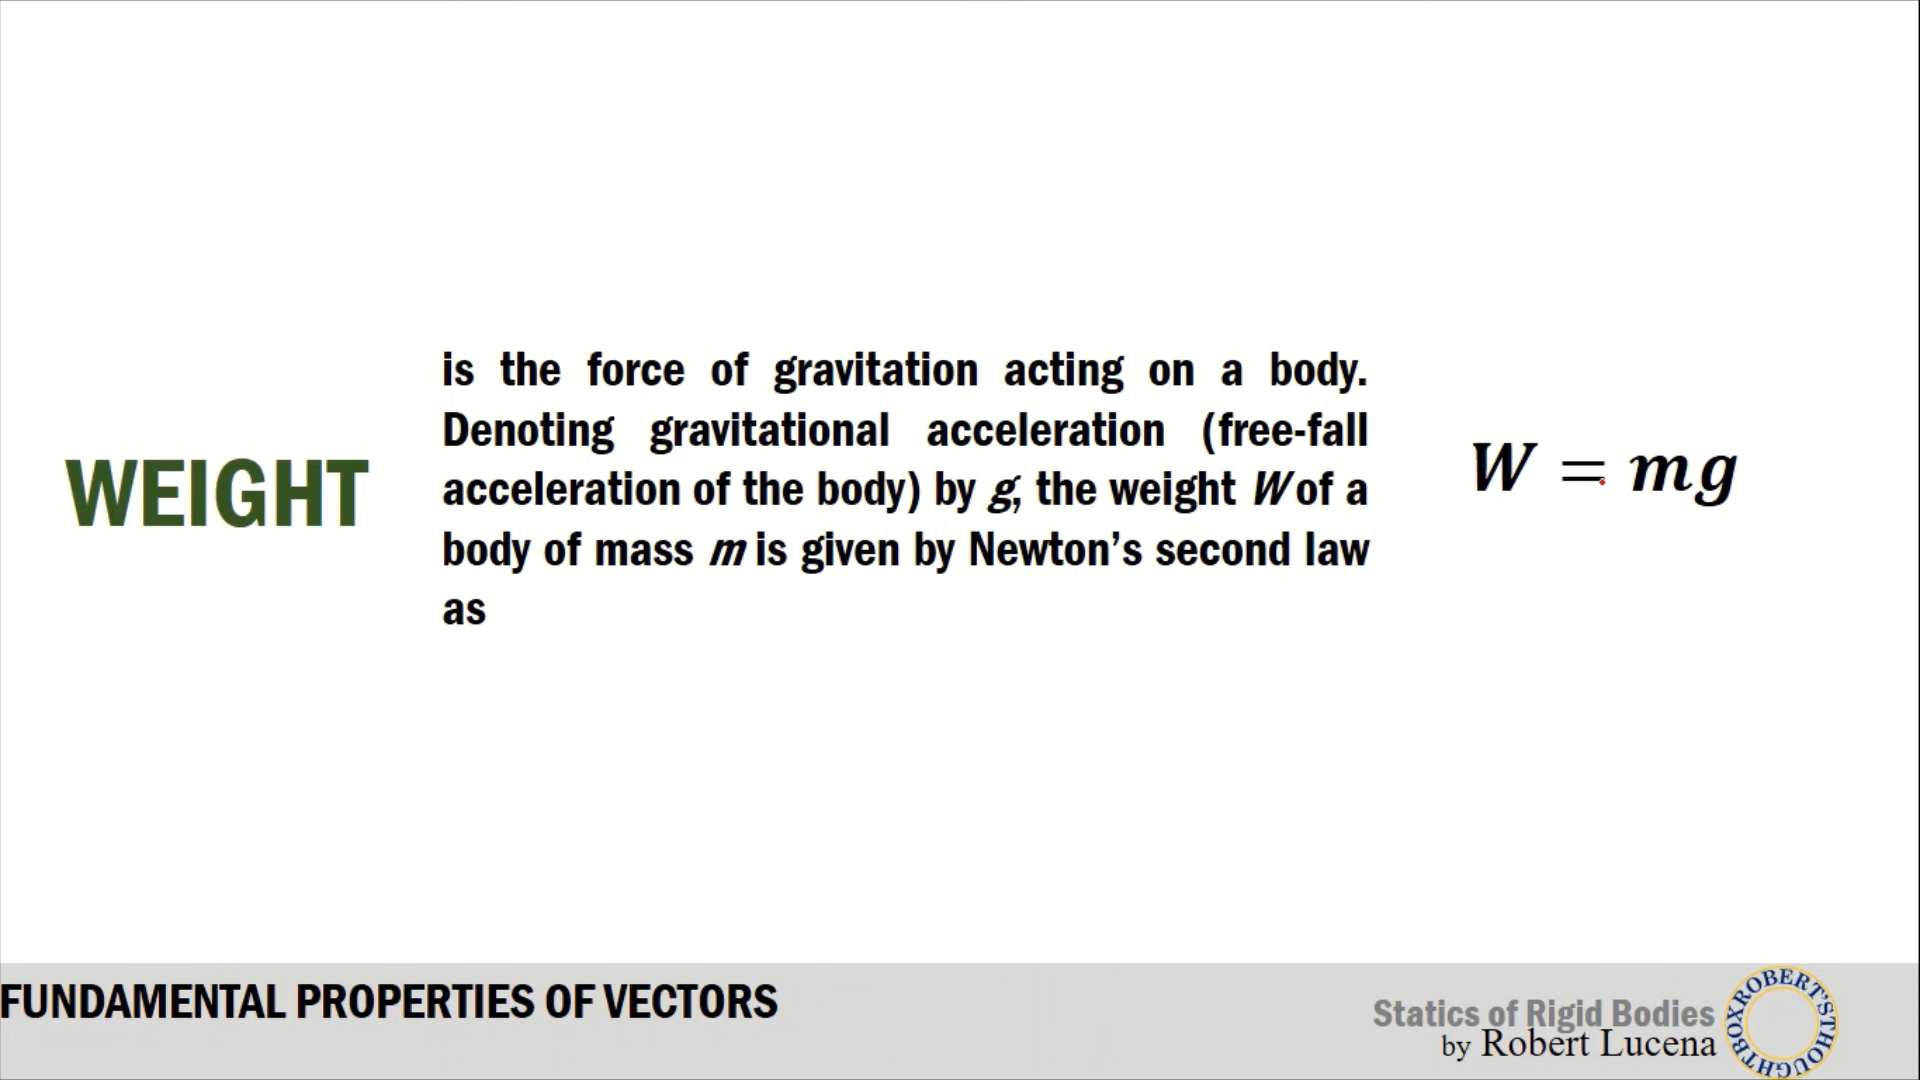 WEIGHT
is the force of gravitation acting on a body.
Denoting gravitational acceleration (free-fall
acceleration of the body) by g, the weight W of a
body of mass m is given by Newton’s second law
as
W = mg
FUNDAMENTAL PROPERTIES OF VECTORS
Statics of Rigid Bodies
by Robert Lucena
ROBERT'STHOUGHTBOX